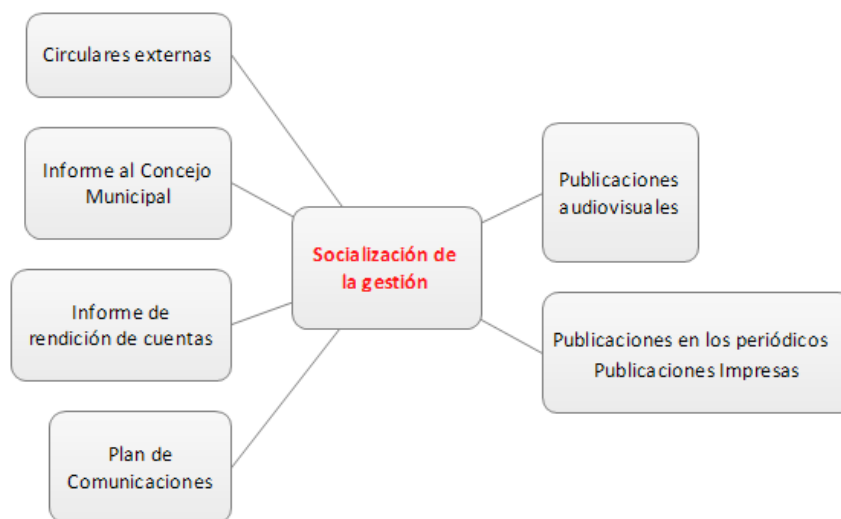 Circulares externas
Informe al Concejo
Municipal
Informe de
rendición de cuentas
Plan de
Comunicaciones
Socialización de
la gestión
Publicaciones
audiovisuales
Publicaciones en los periódicos
Publicaciones Impresas